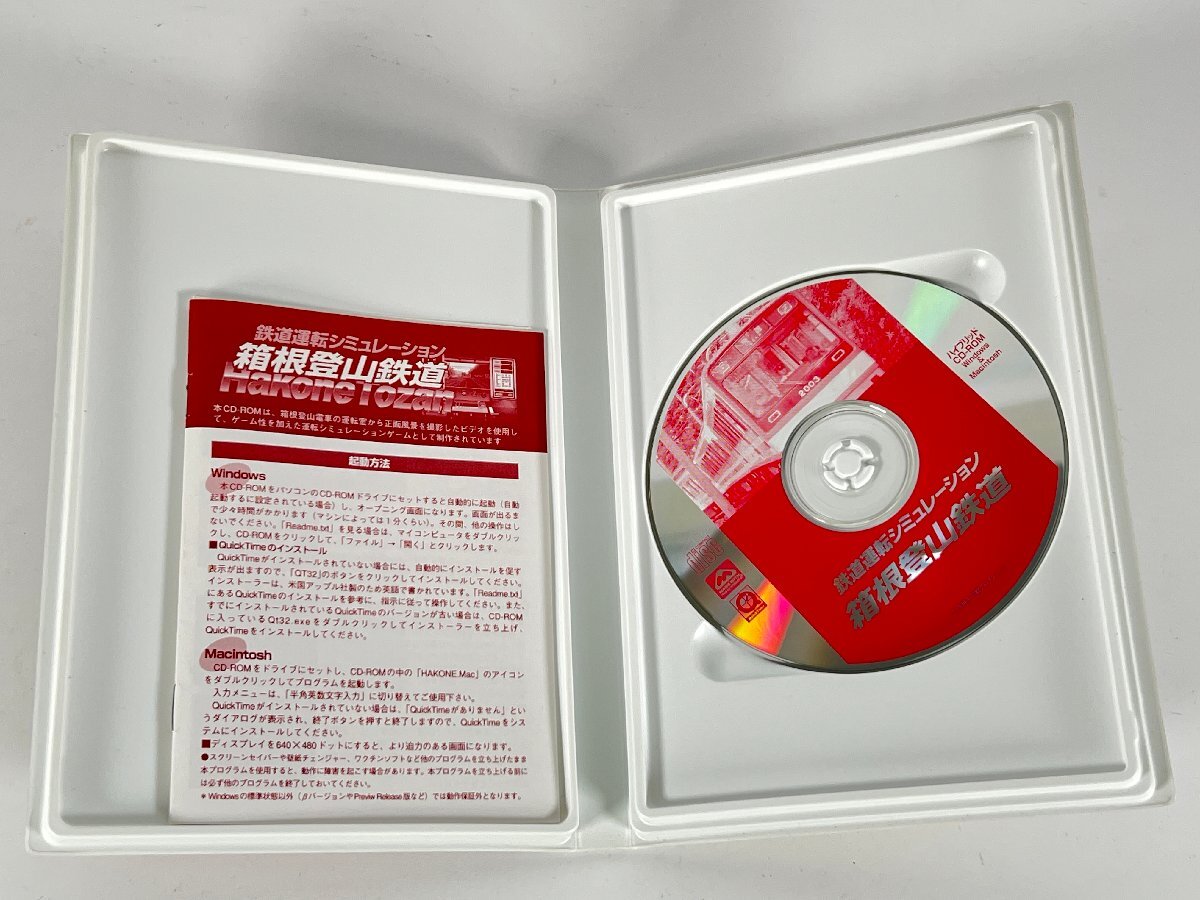 鉄道運転シミュレーション
箱根登山鉄道
Hakone Tozan
本CD-ROMは、箱根登山電車の運転室から正面風景を撮影したビデオを使用し
て、ゲーム性を加えた運転シミュレーションゲームとして制作されています
起動方法
Windows
本CD-ROMをパソコンのCD-ROMドライブにセットすると自動的に起動（自動
起動するに設定されている場合）し、オープニング画面になります。画面が出るま
で少々時間がかかります（マシンによっては1分くらい）。その間、他の操作はし
ないでください。「Readme.txt」を見る場合は、マイコンピュータをダブルクリッ
クし、CD-ROMをクリックして、「ファイル」→「開く」とクリックします。
■QuickTimeのインストール
QuickTimeがインストールされていない場合には、自動的にインストールを促す
表示が出ますので、「QT32」のボタンをクリックしてインストールしてください。
インストーラーは、米国アップル社製のため英語で書かれています。「Readme.txt」
にあるQuickTimeのインストールを参考に、指示に従って操作してください。また、
すでにインストールされているQuickTimeのバージョンが古い場合は、CD-ROM
に入っているQt32.exeをダブルクリックしてインストーラーを立ち上げ、
QuickTimeをインストールしてください。
Macintosh
CD-ROMをドライブにセットし、CD-ROMの中の「HAKONE.Mac」のアイコン
をダブルクリックしてプログラムを起動します。
入力メニューは、「半角英数文字入力」に切り替えてご使用下さい。
QuickTimeがインストールされていない場合は、「QuickTimeがありません」とい
うダイアログが表示され、終了ボタンを押すと終了しますので、QuickTimeをシス
テムにインストールしてください。
■ディスプレイを640×480ドットにすると、より迫力のある画面になります。
●スクリーンセイバーや壁紙チェンジャー、ワクチンソフトなど他のプログラムを立ち上げたまま
本プログラムを使用すると、動作に障害を起こす場合があります。本プログラムを立ち上げる前に
は必ず他のプログラムを終了しておいてください。
＊Windowsの標準状態以外（βバージョンやPreviw Release版など）では動作保証外となります。
ハイブリッド
CD-ROM
Windows
&
Macintosh
2003
鉄道運転シミュレーション
箱根登山鉄道